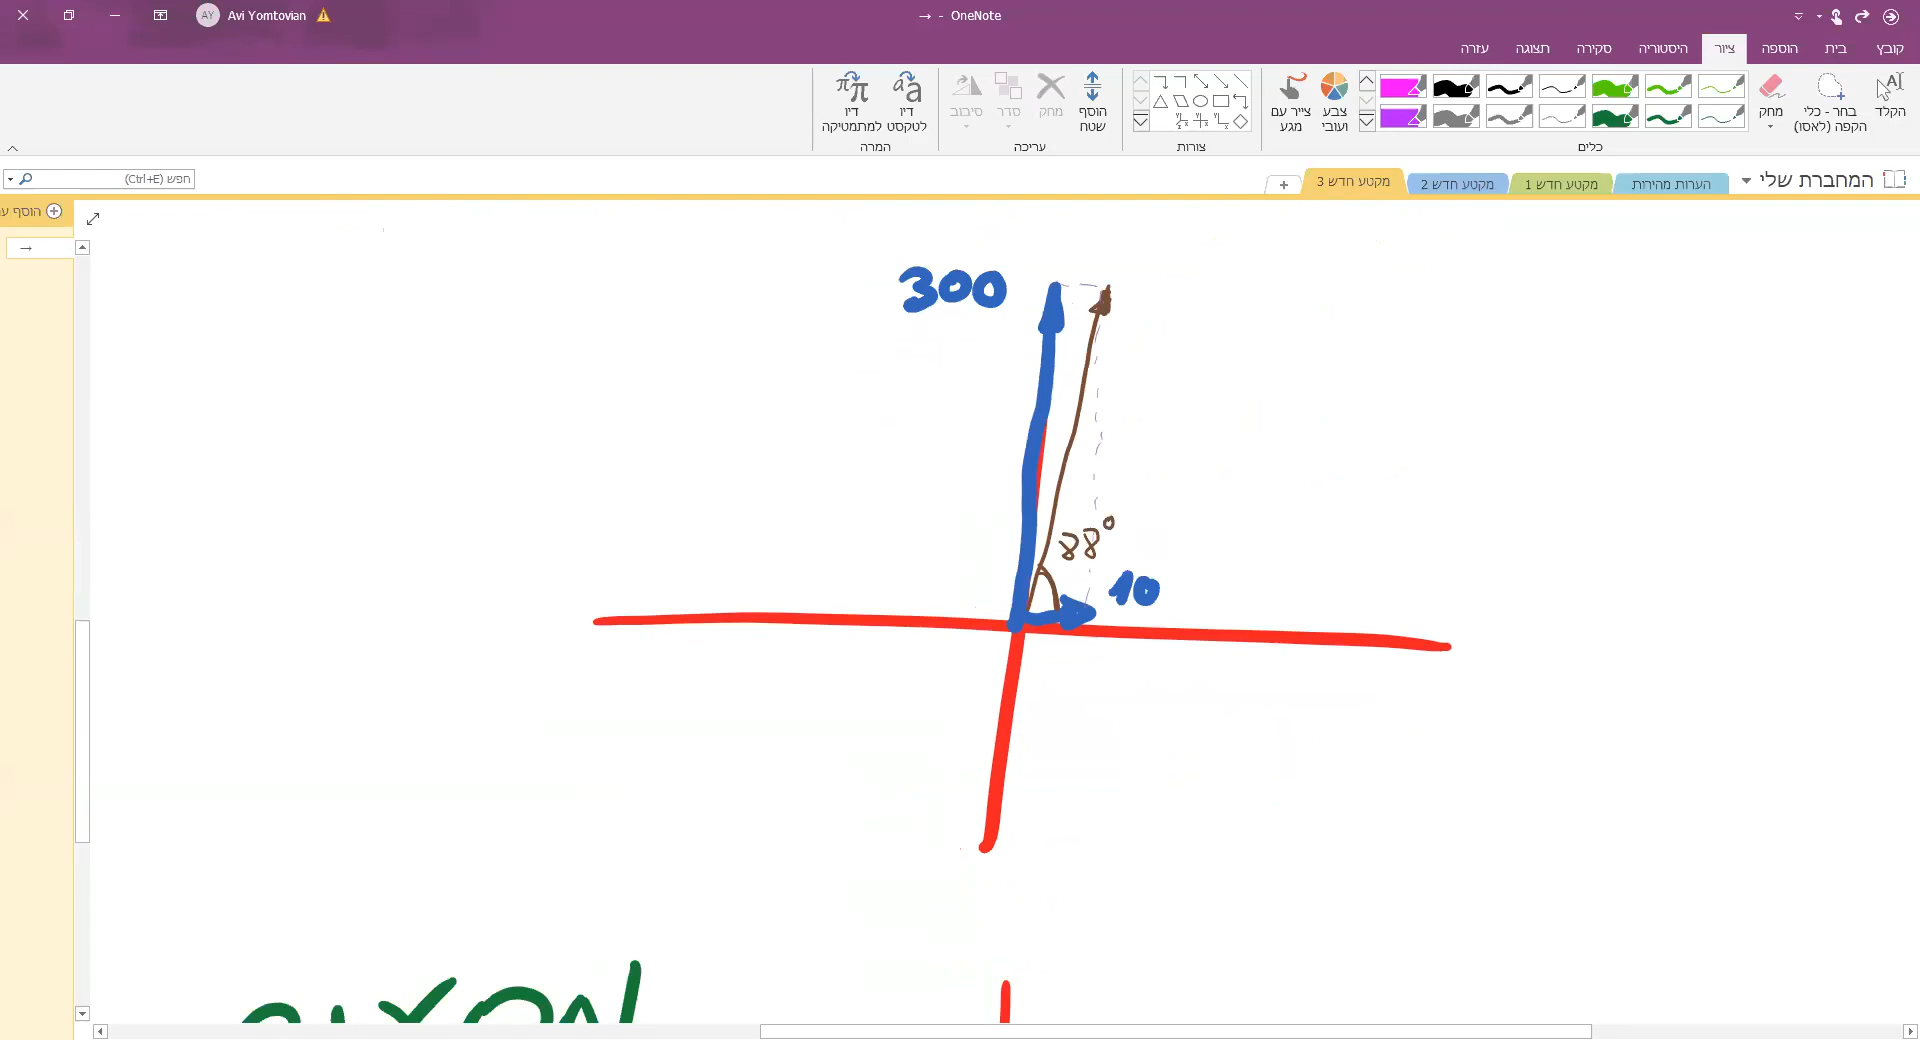 Avi Yomtovian
→ - OneNote
קובץ בית הוספה ציור היסטוריה סקירה תצוגה עזרה
הקלד
בחר - כלי הקפה (לאסו)
מחק
כלים
צבע ועובי
צייר עם מגע
צורות
הוסף שטח
מחק
סדר
סיבוב
עריכה
דיו לטקסט
דיו למתמטיקה
המרה
המחברת שלי
הערות מהירות
מקטע חדש 1
מקטע חדש 2
מקטע חדש 3
חפש (Ctrl+E)
→
300
88°
10